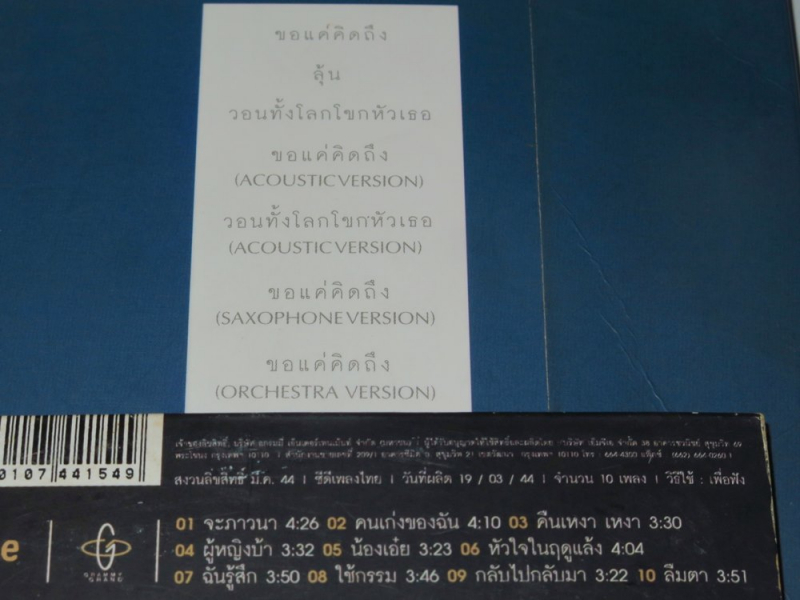 ขอแค่คิดถึง
ลุ้น
วอนทั้งโลกโขกหัวเธอ
ขอแค่คิดถึง
(ACOUSTIC VERSION)
วอนทั้งโลกโขกหัวเธอ
(ACOUSTIC VERSION)
ขอแค่คิดถึง
(SAXOPHONE VERSION)
ขอแค่คิดถึง
(ORCHESTRA VERSION)
0107 441549
สงวนลิขสิทธิ์ มี.ค. 44 | ซีดีเพลงไทย | วันที่ผลิต 19 / 03 / 44 | จำนวน 10 เพลง | วิธีใช้ : เพื่อฟัง
e
01 จะภาวนา 4:26 02 คนเก่งของฉัน 4:10 03 คืนเหงา เหงา 3:30
04 ผู้หญิงบ้า 3:32 05 น้องเอ๋ย 3:23 06 หัวใจในฤดูแล้ง 4:04
07 ฉันรู้สึก 3:50 08 ใช้กรรม 3:46 09 กลับไปกลับมา 3:22 10 ลืมตา 3:51